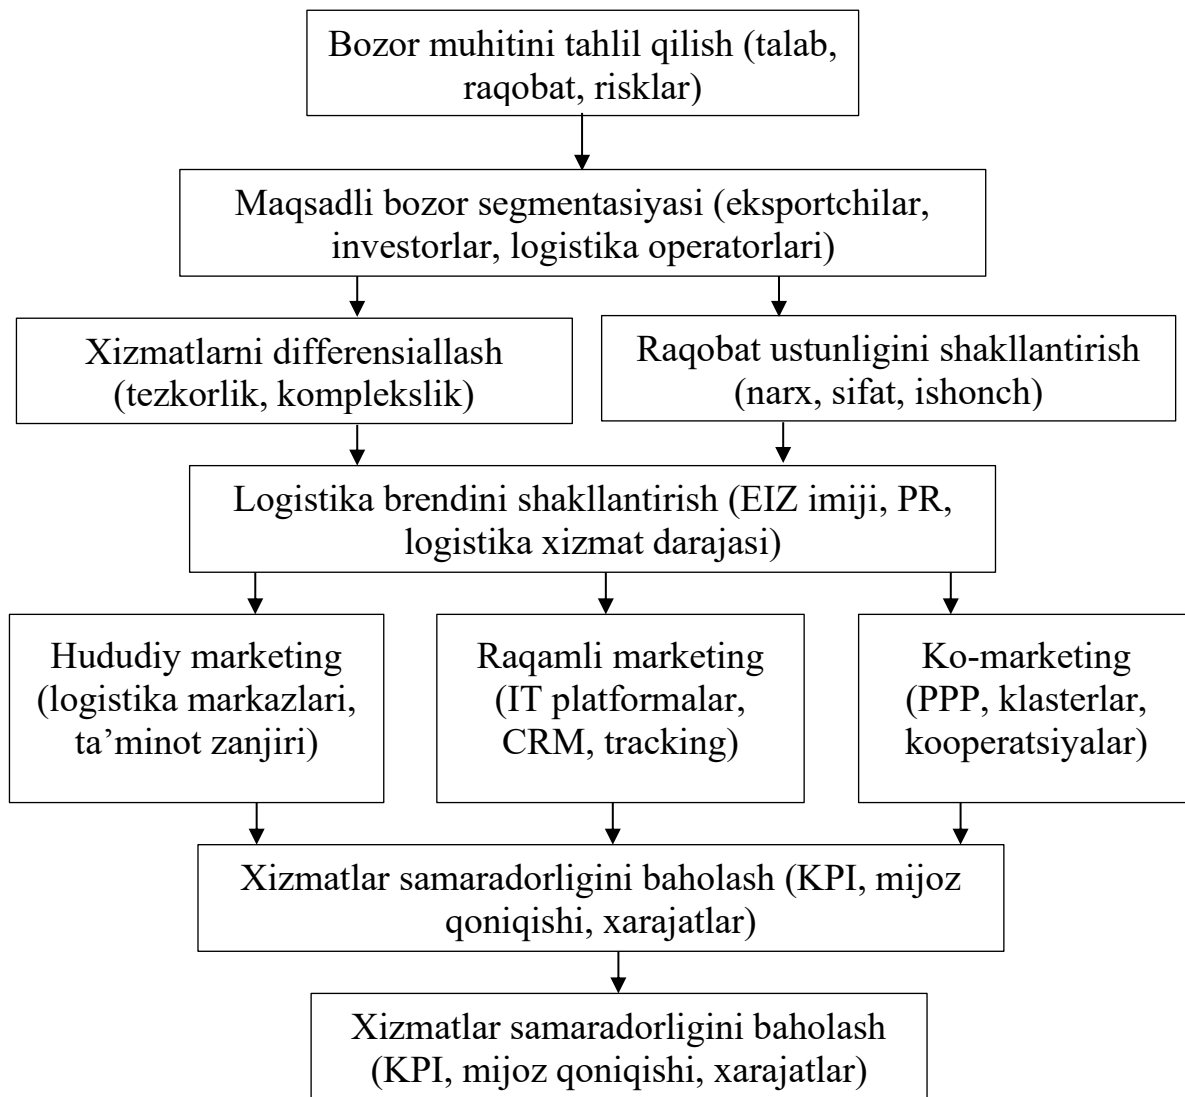 Bozor muhitini tahlil qilish (talab,
raqobat, risklar)
Maqsadli bozor segmentasiyasi (eksportchilar,
investorlar, logistika operatorlari)
Xizmatlarni differensiallash
(tezkorlik, komplekslik)
Raqobat ustunligini shakllantirish
(narx, sifat, ishonch)
Logistika brendini shakllantirish (EIZ imiji, PR,
logistika xizmat darajasi)
Hududiy marketing
(logistika markazlari,
ta’minot zanjiri)
Raqamli marketing
(IT platformalar,
CRM, tracking)
Ko-marketing
(PPP, klasterlar,
kooperatsiyalar)
Xizmatlar samaradorligini baholash (KPI, mijoz
qoniqishi, xarajatlar)
Xizmatlar samaradorligini baholash
(KPI, mijoz qoniqishi, xarajatlar)